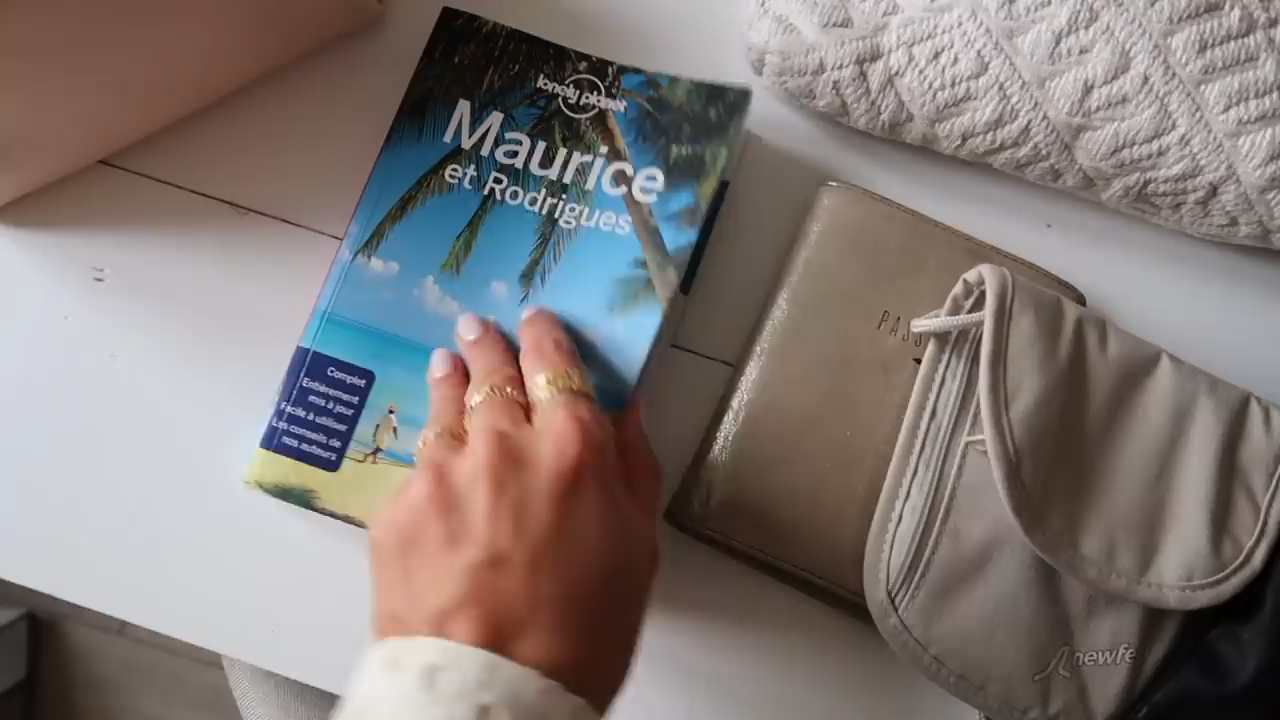 lonely planet
Maurice
et Rodrigues
Complet
Entièrement
mis à jour
Facile à utiliser
Les conseils de
nos auteurs
PASS
newfe